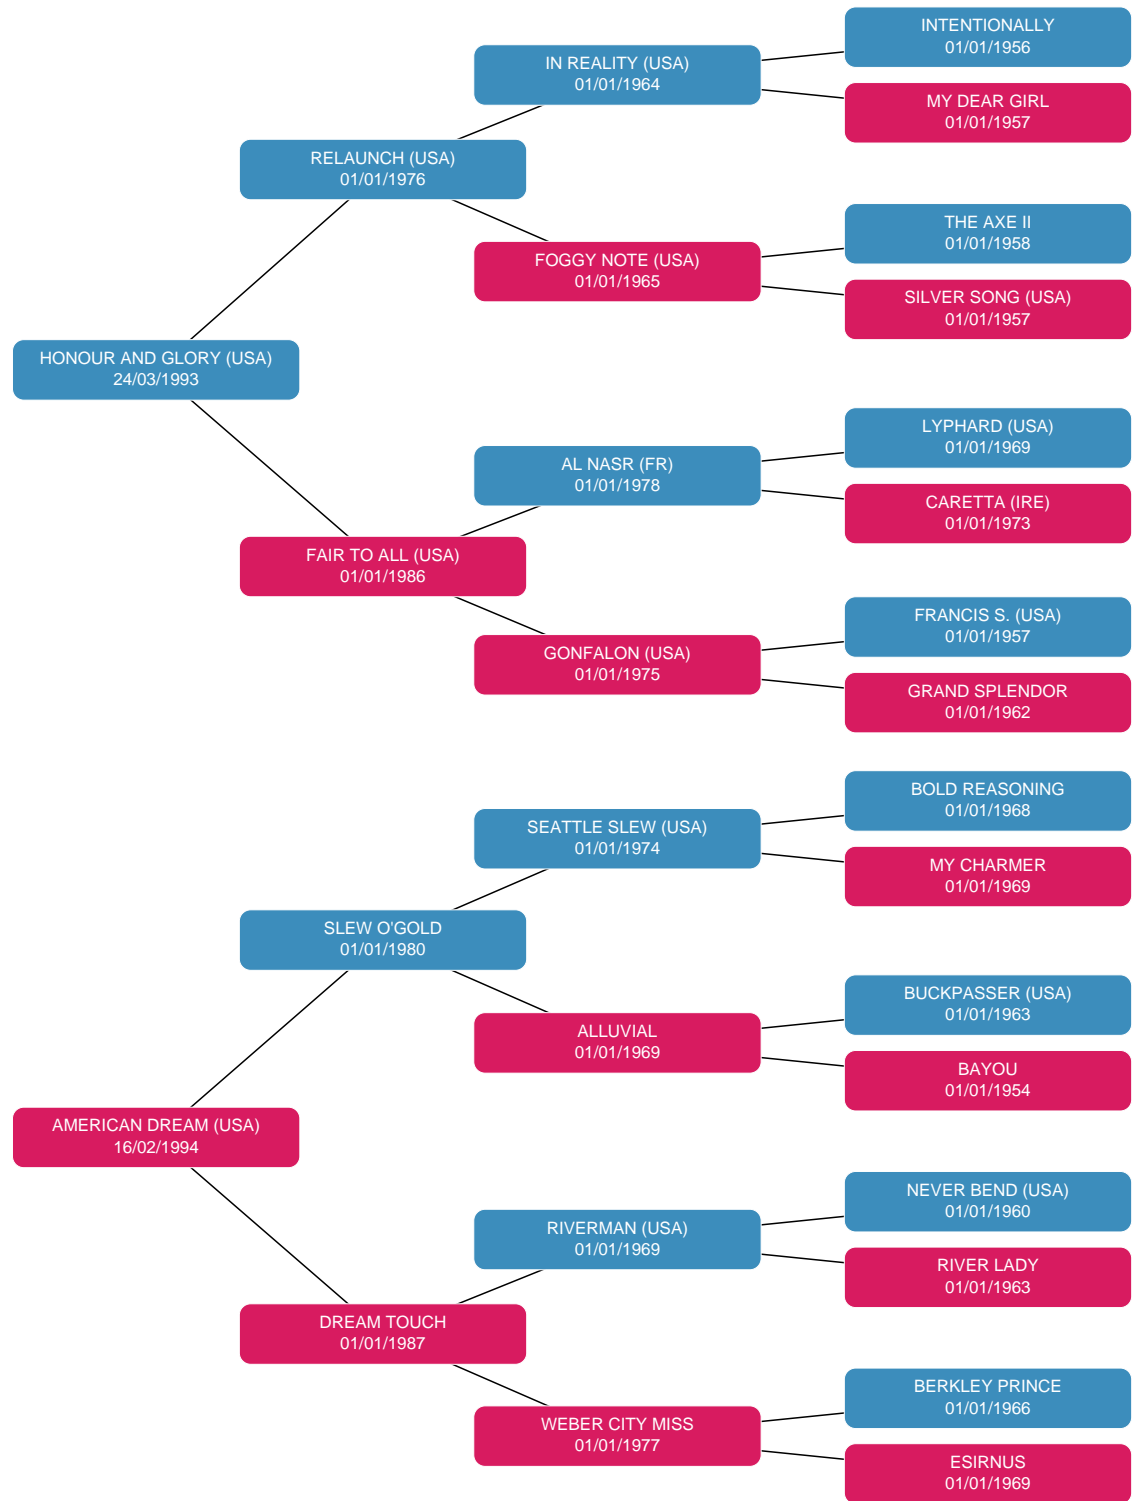 INTENTIONALLY
01/01/1956
IN REALITY (USA)
01/01/1964
MY DEAR GIRL
01/01/1957
RELAUNCH (USA)
01/01/1976
THE AXE II
01/01/1958
FOGGY NOTE (USA)
01/01/1965
SILVER SONG (USA)
01/01/1957
HONOUR AND GLORY (USA)
24/03/1993
LYPHARD (USA)
01/01/1969
AL NASR (FR)
01/01/1978
CARETTA (IRE)
01/01/1973
FAIR TO ALL (USA)
01/01/1986
FRANCIS S. (USA)
01/01/1957
GONFALON (USA)
01/01/1975
GRAND SPLENDOR
01/01/1962
BOLD REASONING
01/01/1968
SEATTLE SLEW (USA)
01/01/1974
MY CHARMER
01/01/1969
SLEW O'GOLD
01/01/1980
BUCKPASSER (USA)
01/01/1963
ALLUVIAL
01/01/1969
BAYOU
01/01/1954
AMERICAN DREAM (USA)
16/02/1994
NEVER BEND (USA)
01/01/1960
RIVERMAN (USA)
01/01/1969
RIVER LADY
01/01/1963
DREAM TOUCH
01/01/1987
BERKLEY PRINCE
01/01/1966
WEBER CITY MISS
01/01/1977
ESIRNUS
01/01/1969